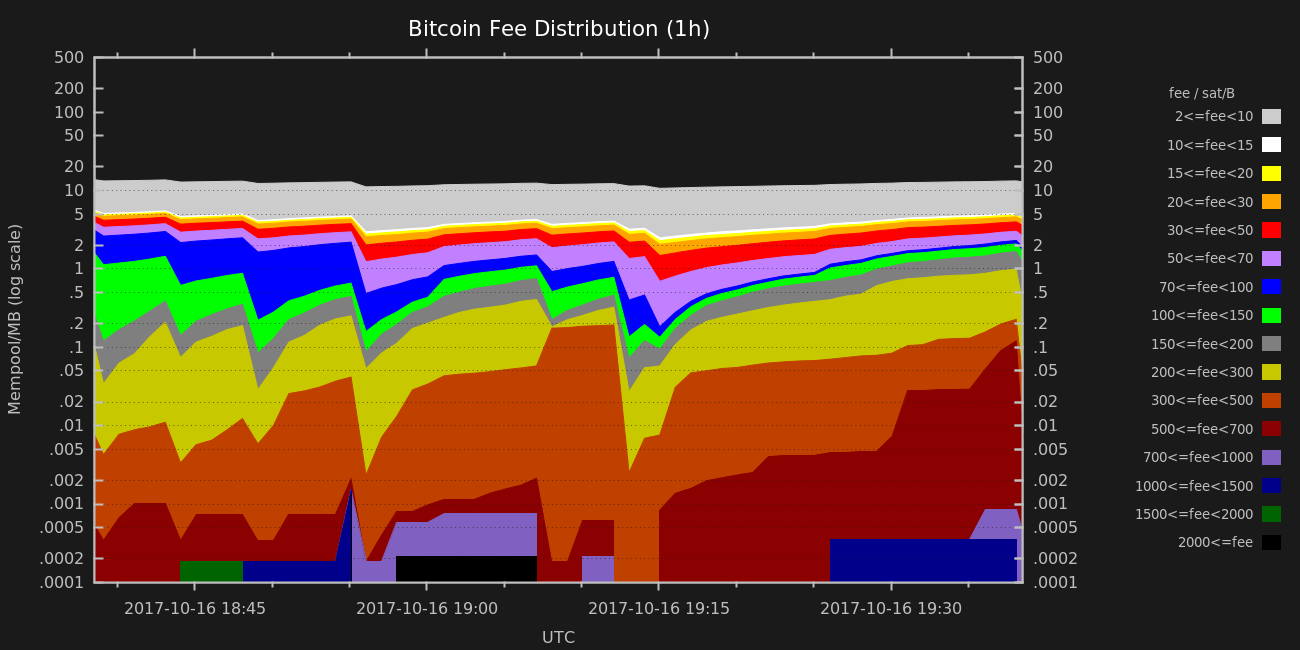 Bitcoin Fee Distribution (1h)
500 500
200 200
100 100
50 50
20 20
10 10
5 5
2 2
1 1
.5 .5
.2 .2
.1 .1
.05 .05
.02 .02
.01 .01
.005 .005
.002 .002
.001 .001
.0005 .0005
.0002 .0002
.0001 .0001
Mempool/MB (log scale)
2017-10-16 18:45 2017-10-16 19:00 2017-10-16 19:15 2017-10-16 19:30
UTC
fee / sat/B
2<=fee<10
10<=fee<15
15<=fee<20
20<=fee<30
30<=fee<50
50<=fee<70
70<=fee<100
100<=fee<150
150<=fee<200
200<=fee<300
300<=fee<500
500<=fee<700
700<=fee<1000
1000<=fee<1500
1500<=fee<2000
2000<=fee